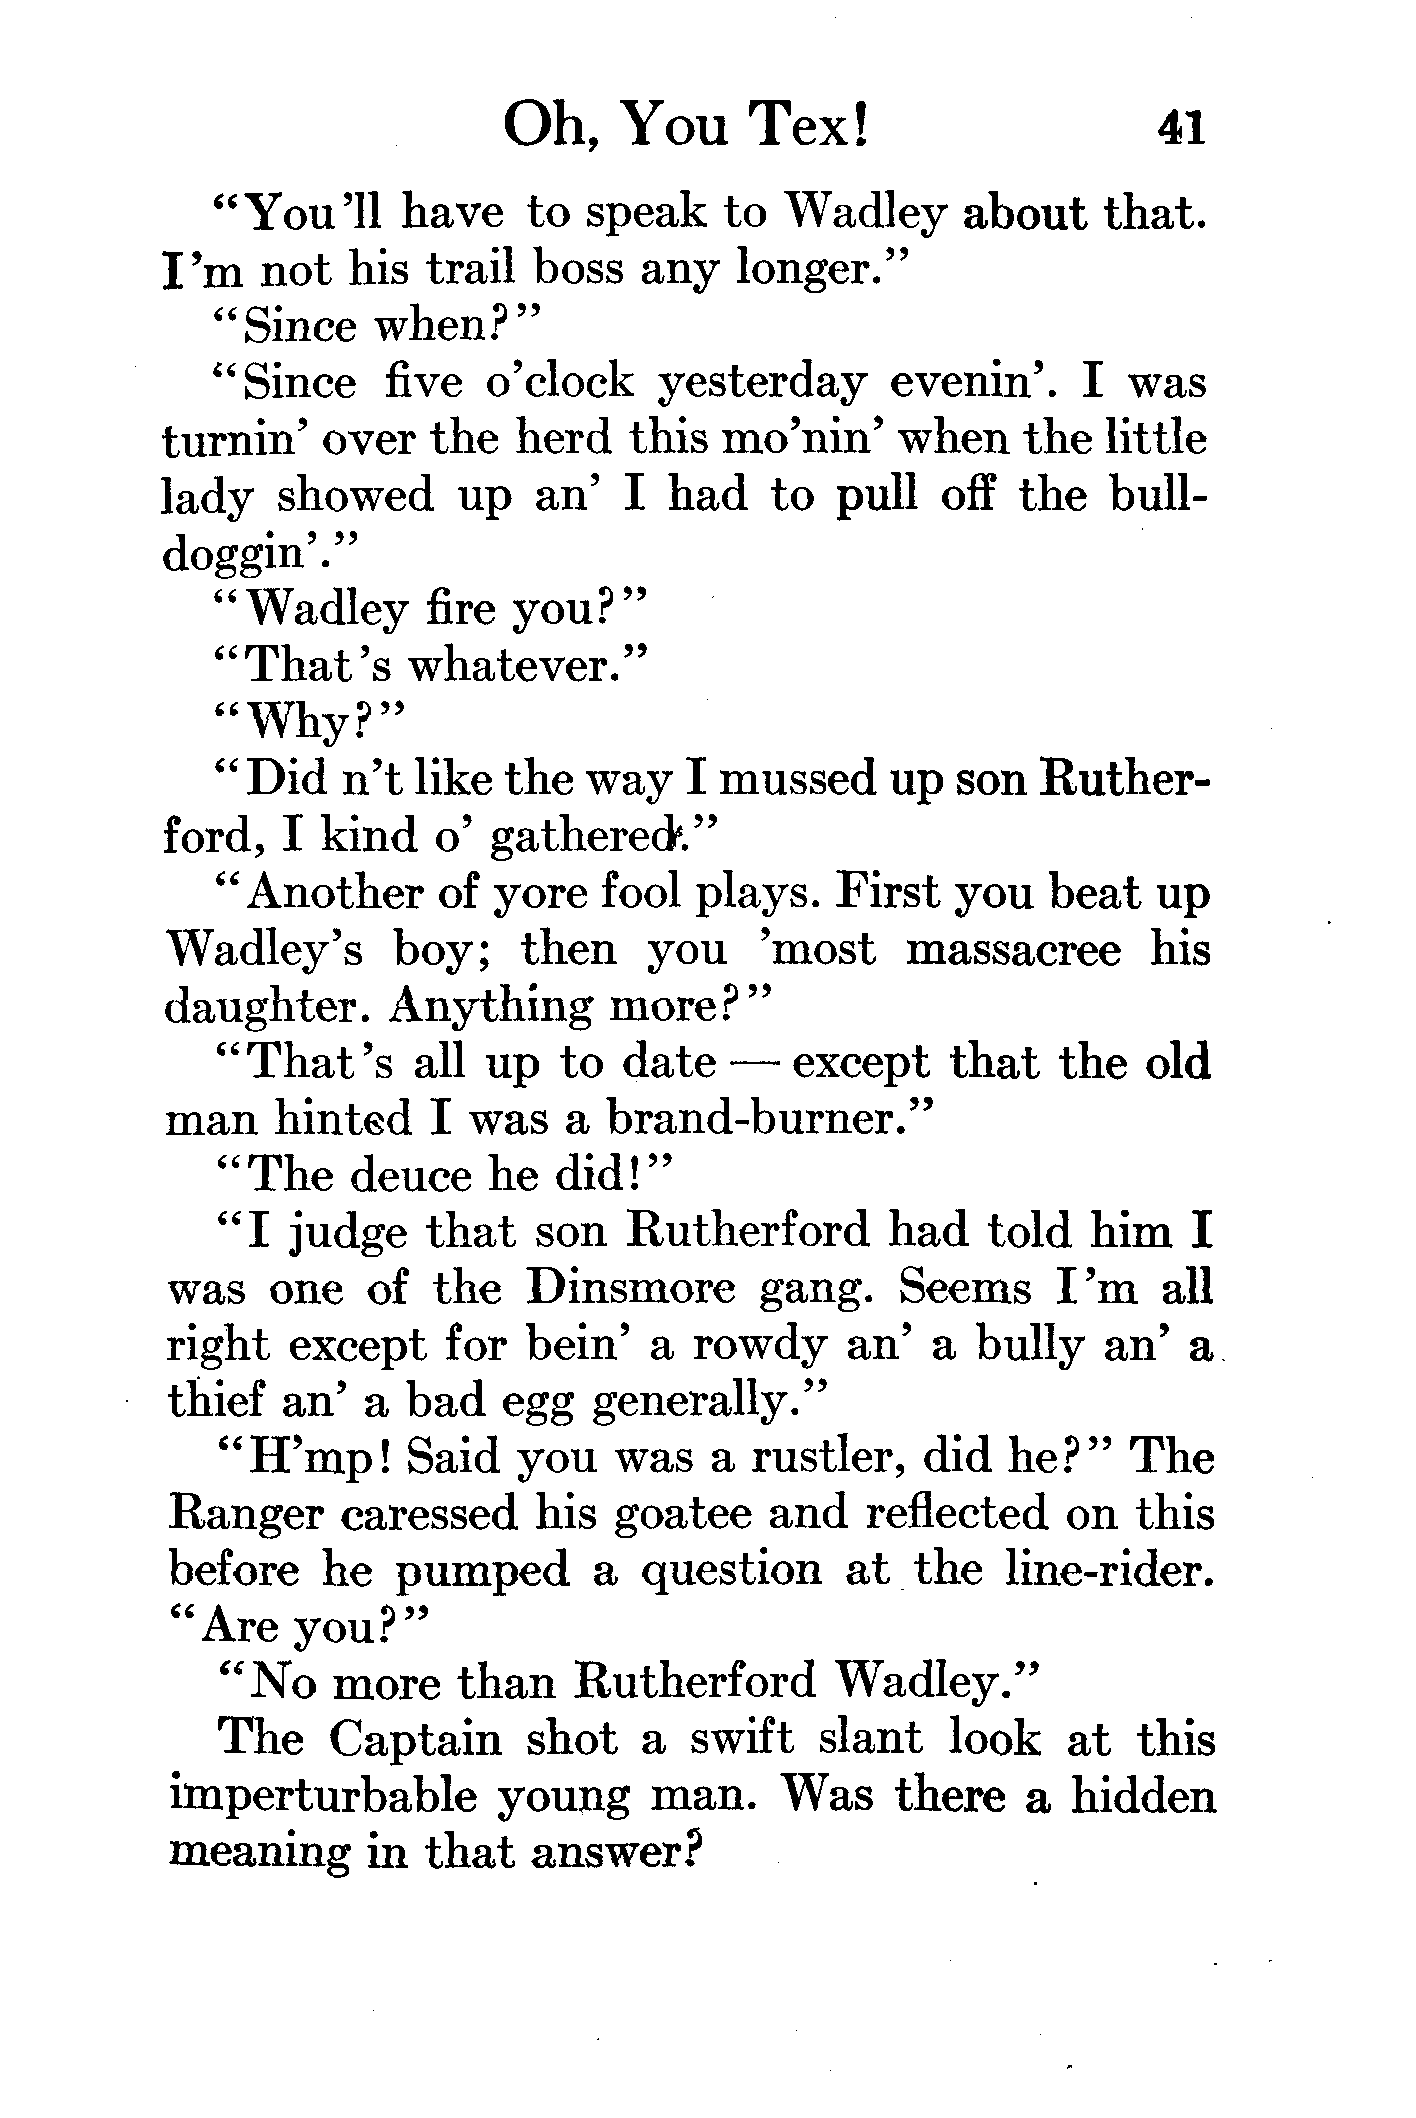 Oh, You Tex! 41
"You'll have to speak to Wadley about that.
I'm not his trail boss any longer."
"Since when?"
"Since five o'clock yesterday evenin'. I was
turnin' over the herd this mo'nin' when the little
lady showed up an' I had to pull off the bull-
doggin'."
"Wadley fire you?"
"That's whatever."
"Why?"
"Did n't like the way I mussed up son Ruther-
ford, I kind o' gathered."
"Another of yore fool plays. First you beat up
Wadley's boy; then you 'most massacree his
daughter. Anything more?"
"That's all up to date — except that the old
man hinted I was a brand-burner."
"The deuce he did!"
"I judge that son Rutherford had told him I
was one of the Dinsmore gang. Seems I'm all
right except for bein' a rowdy an' a bully an' a
thief an' a bad egg generally."
"H'mp! Said you was a rustler, did he?" The
Ranger caressed his goatee and reflected on this
before he pumped a question at the line-rider.
"Are you?"
"No more than Rutherford Wadley."
The Captain shot a swift slant look at this
imperturbable young man. Was there a hidden
meaning in that answer?